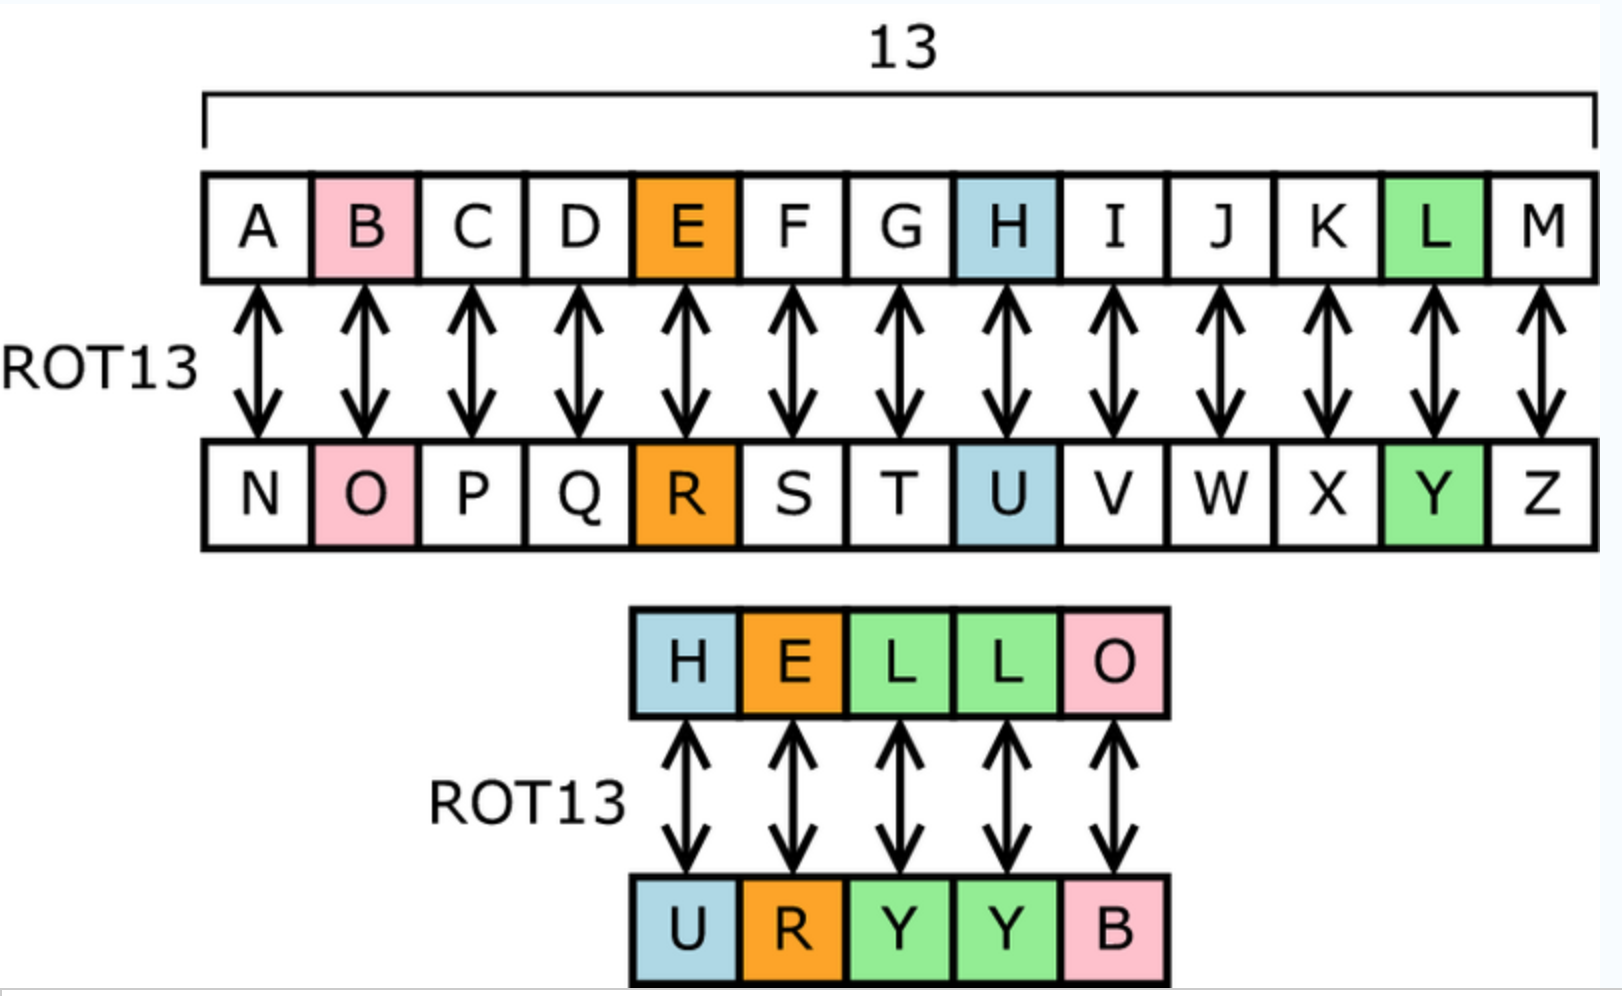 13
A B C D E F G H I J K L M
ROT13
N O P Q R S T U V W X Y Z
H E L L O
ROT13
U R Y Y B